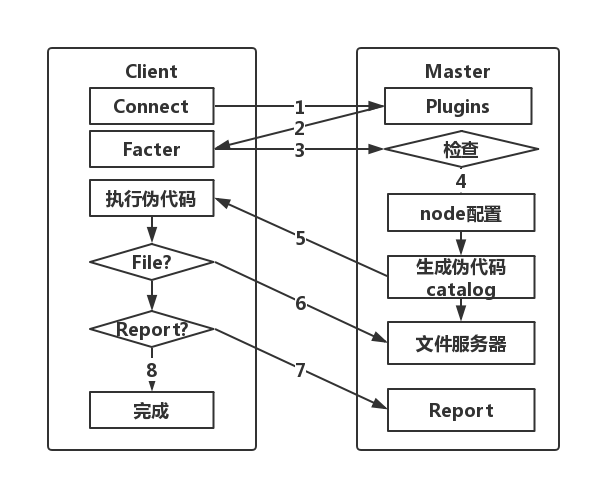 Client
Master
Connect
1
Plugins
2
Facter
3
检查
4
执行伪代码
node配置
5
File?
生成伪代码
catalog
6
Report?
文件服务器
7
8
完成
Report